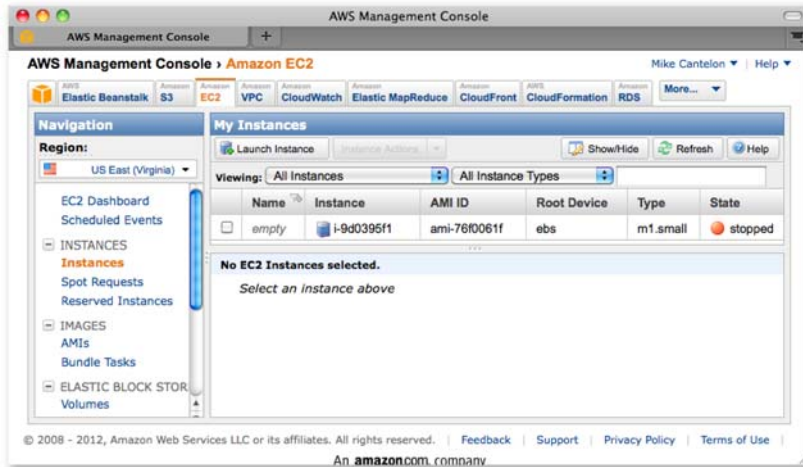 AWS Management Console
AWS Management Console
AWS Management Console › Amazon EC2
Mike Cantelon ▼ | Help ▼
AWS Elastic Beanstalk
Amazon S3
Amazon EC2
Amazon VPC
Amazon CloudWatch
Amazon Elastic MapReduce
Amazon CloudFront
AWS CloudFormation
Amazon RDS
More... ▼
Navigation
Region:
US East (Virginia) ▼
EC2 Dashboard
Scheduled Events
INSTANCES
Instances
Spot Requests
Reserved Instances
IMAGES
AMIs
Bundle Tasks
ELASTIC BLOCK STOR
Volumes
My Instances
Launch Instance
Instance Actions
Show/Hide
Refresh
Help
Viewing: All Instances All Instance Types
Name Instance AMI ID Root Device Type State
empty i-9d0395f1 ami-76f0061f ebs m1.small stopped
No EC2 Instances selected.
Select an instance above
© 2008 - 2012, Amazon Web Services LLC or its affiliates. All rights reserved. | Feedback | Support | Privacy Policy | Terms of Use |
An amazon.com. company